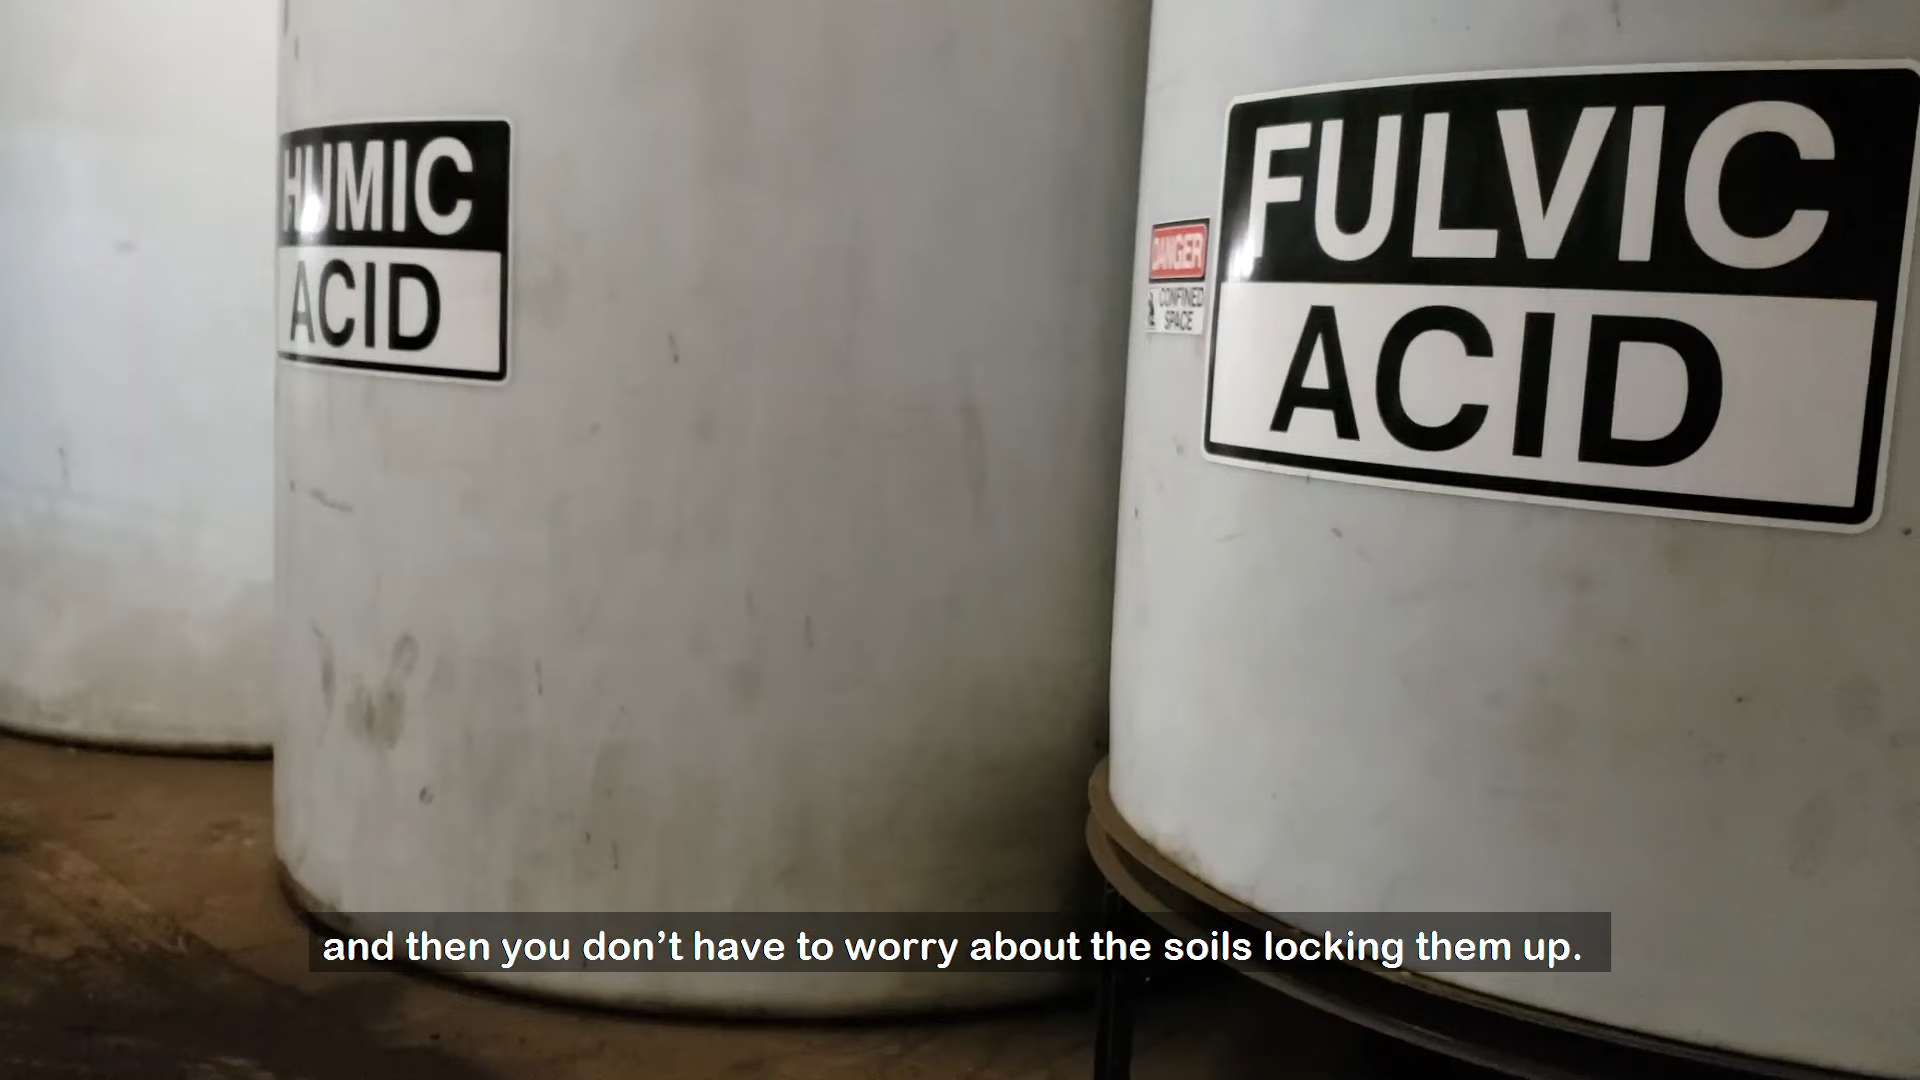 HUMIC
ACID
DANGER
CONFINED
SPACE
FULVIC
ACID
and then you don’t have to worry about the soils locking them up.